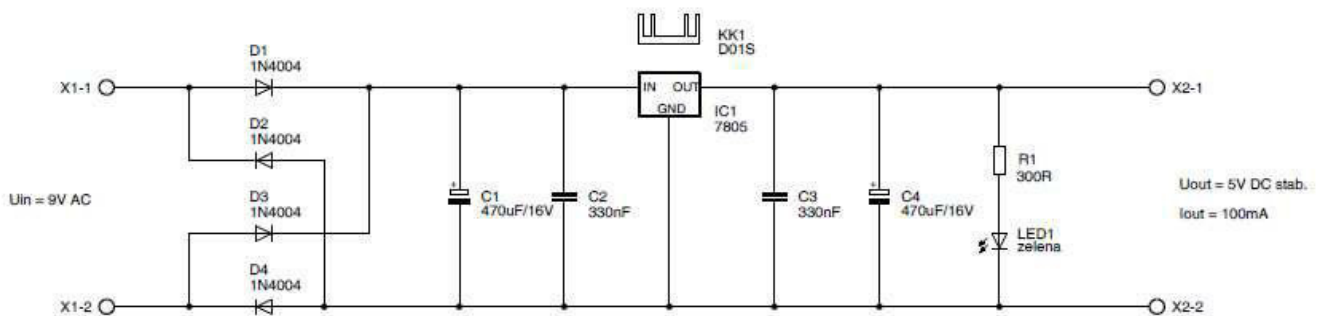 KK1
D01S
D1
1N4004
X1-1
IN OUT
GND
IC1
7805
X2-1
D2
1N4004
Uin = 9V AC
D3
1N4004
+
C1
470uF/16V
C2
330nF
C3
330nF
+
C4
470uF/16V
R1
300R
LED1
zelena
Uout = 5V DC stab.
Iout = 100mA
D4
1N4004
X1-2
X2-2